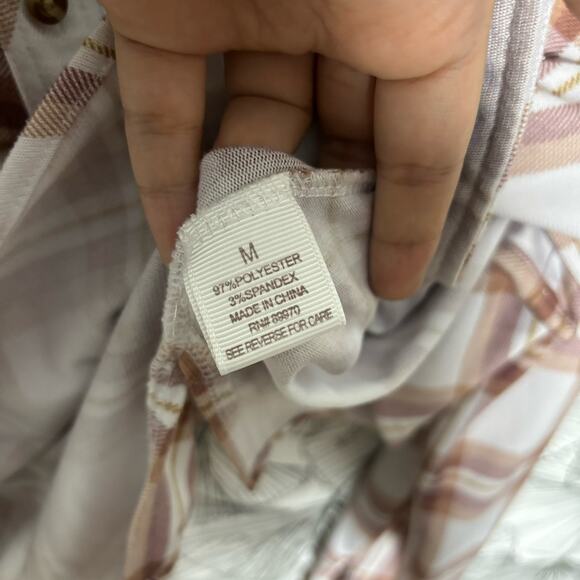 M
97%POLYESTER
3%SPANDEX
MADE IN CHINA
RN# 89970
SEE REVERSE FOR CARE